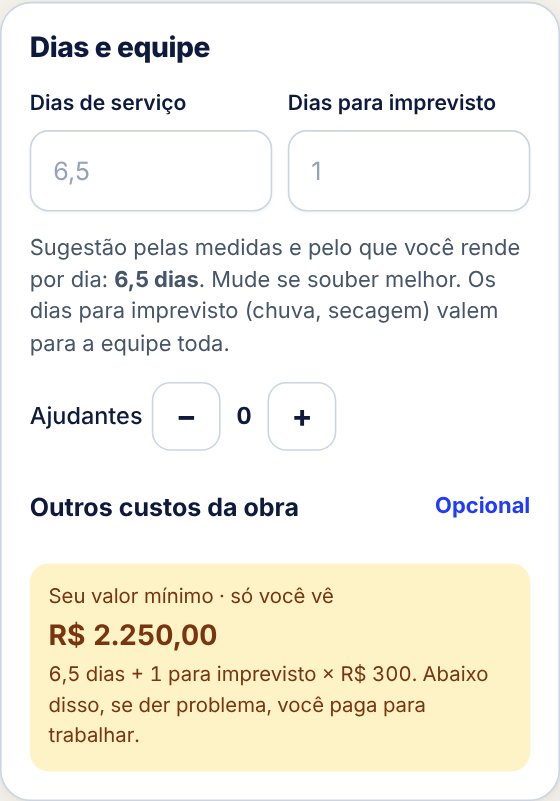 Dias e equipe
Dias de serviço
Dias para imprevisto
6,5
1
Sugestão pelas medidas e pelo que você rende
por dia: 6,5 dias. Mude se souber melhor. Os
dias para imprevisto (chuva, secagem) valem
para a equipe toda.
Ajudantes − 0 +
Outros custos da obra
Opcional
Seu valor mínimo · só você vê
R$ 2.250,00
6,5 dias + 1 para imprevisto × R$ 300. Abaixo
disso, se der problema, você paga para
trabalhar.